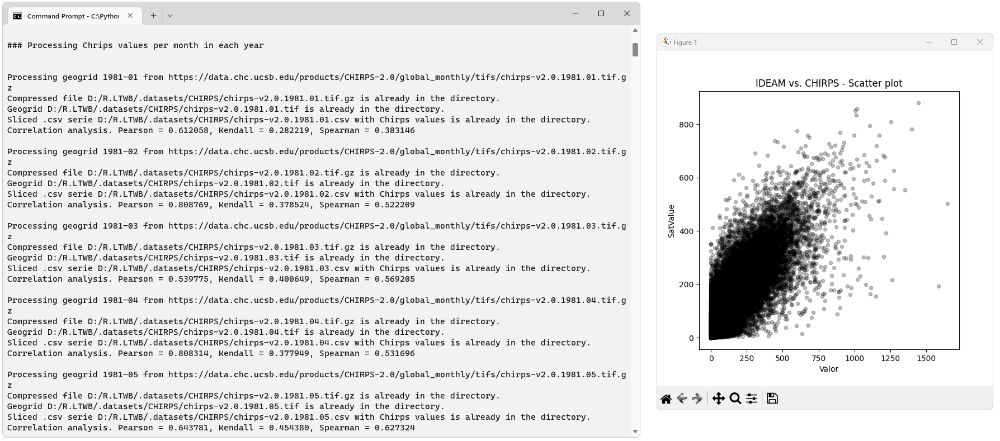 Command Prompt - C:\Pythor
### Processing Chrips values per month in each year
Processing geogrid 1981-01 from https://data.chc.ucsb.edu/products/CHIRPS-2.0/global_monthly/tifs/chirps-v2.0.1981.01.tif.g
z
Compressed file D:/R.LTWB/.datasets/CHIRPS/chirps-v2.0.1981.01.tif.gz is already in the directory.
Geogrid D:/R.LTWB/.datasets/CHIRPS/chirps-v2.0.1981.01.tif is already in the directory.
Sliced .csv serie D:/R.LTWB/.datasets/CHIRPS/chirps-v2.0.1981.01.csv with Chirps values is already in the directory.
Correlation analysis. Pearson = 0.612058, Kendall = 0.282219, Spearman = 0.383146
Processing geogrid 1981-02 from https://data.chc.ucsb.edu/products/CHIRPS-2.0/global_monthly/tifs/chirps-v2.0.1981.02.tif.g
z
Compressed file D:/R.LTWB/.datasets/CHIRPS/chirps-v2.0.1981.02.tif.gz is already in the directory.
Geogrid D:/R.LTWB/.datasets/CHIRPS/chirps-v2.0.1981.02.tif is already in the directory.
Sliced .csv serie D:/R.LTWB/.datasets/CHIRPS/chirps-v2.0.1981.02.csv with Chirps values is already in the directory.
Correlation analysis. Pearson = 0.808769, Kendall = 0.378524, Spearman = 0.522209
Processing geogrid 1981-03 from https://data.chc.ucsb.edu/products/CHIRPS-2.0/global_monthly/tifs/chirps-v2.0.1981.03.tif.g
z
Compressed file D:/R.LTWB/.datasets/CHIRPS/chirps-v2.0.1981.03.tif.gz is already in the directory.
Geogrid D:/R.LTWB/.datasets/CHIRPS/chirps-v2.0.1981.03.tif is already in the directory.
Sliced .csv serie D:/R.LTWB/.datasets/CHIRPS/chirps-v2.0.1981.03.csv with Chirps values is already in the directory.
Correlation analysis. Pearson = 0.539775, Kendall = 0.400649, Spearman = 0.569205
Processing geogrid 1981-04 from https://data.chc.ucsb.edu/products/CHIRPS-2.0/global_monthly/tifs/chirps-v2.0.1981.04.tif.g
z
Compressed file D:/R.LTWB/.datasets/CHIRPS/chirps-v2.0.1981.04.tif.gz is already in the directory.
Geogrid D:/R.LTWB/.datasets/CHIRPS/chirps-v2.0.1981.04.tif is already in the directory.
Sliced .csv serie D:/R.LTWB/.datasets/CHIRPS/chirps-v2.0.1981.04.csv with Chirps values is already in the directory.
Correlation analysis. Pearson = 0.808314, Kendall = 0.377949, Spearman = 0.531696
Processing geogrid 1981-05 from https://data.chc.ucsb.edu/products/CHIRPS-2.0/global_monthly/tifs/chirps-v2.0.1981.05.tif.g
z
Compressed file D:/R.LTWB/.datasets/CHIRPS/chirps-v2.0.1981.05.tif.gz is already in the directory.
Geogrid D:/R.LTWB/.datasets/CHIRPS/chirps-v2.0.1981.05.tif is already in the directory.
Sliced .csv serie D:/R.LTWB/.datasets/CHIRPS/chirps-v2.0.1981.05.csv with Chirps values is already in the directory.
Correlation analysis. Pearson = 0.643781, Kendall = 0.454380, Spearman = 0.627324
Figure 1
IDEAM vs. CHIRPS - Scatter plot
800
600
400
200
0
SatValue
0 250 500 750 1000 1250 1500
Valor